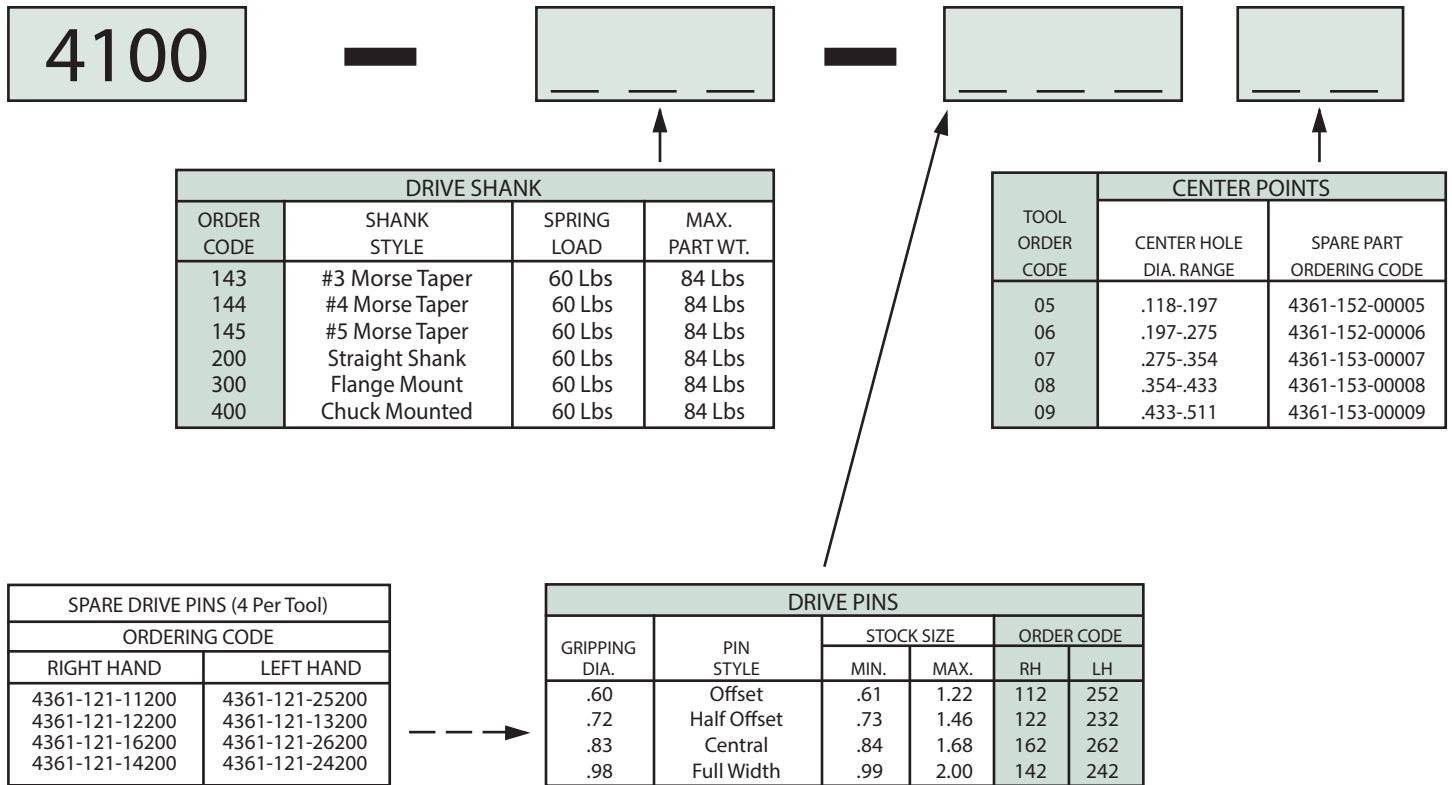 4100
DRIVE SHANK
ORDER CODE SHANK STYLE SPRING LOAD MAX. PART WT.
143 #3 Morse Taper 60 Lbs 84 Lbs
144 #4 Morse Taper 60 Lbs 84 Lbs
145 #5 Morse Taper 60 Lbs 84 Lbs
200 Straight Shank 60 Lbs 84 Lbs
300 Flange Mount 60 Lbs 84 Lbs
400 Chuck Mounted 60 Lbs 84 Lbs
CENTER POINTS
TOOL ORDER CODE CENTER HOLE DIA. RANGE SPARE PART ORDERING CODE
05 .118-.197 4361-152-00005
06 .197-.275 4361-152-00006
07 .275-.354 4361-153-00007
08 .354-.433 4361-153-00008
09 .433-.511 4361-153-00009
SPARE DRIVE PINS (4 Per Tool)
ORDERING CODE
RIGHT HAND LEFT HAND
4361-121-11200 4361-121-25200
4361-121-12200 4361-121-13200
4361-121-16200 4361-121-26200
4361-121-14200 4361-121-24200
DRIVE PINS
GRIPPING DIA. PIN STYLE STOCK SIZE ORDER CODE
MIN. MAX. RH LH
.60 Offset .61 1.22 112 252
.72 Half Offset .73 1.46 122 232
.83 Central .84 1.68 162 262
.98 Full Width .99 2.00 142 242